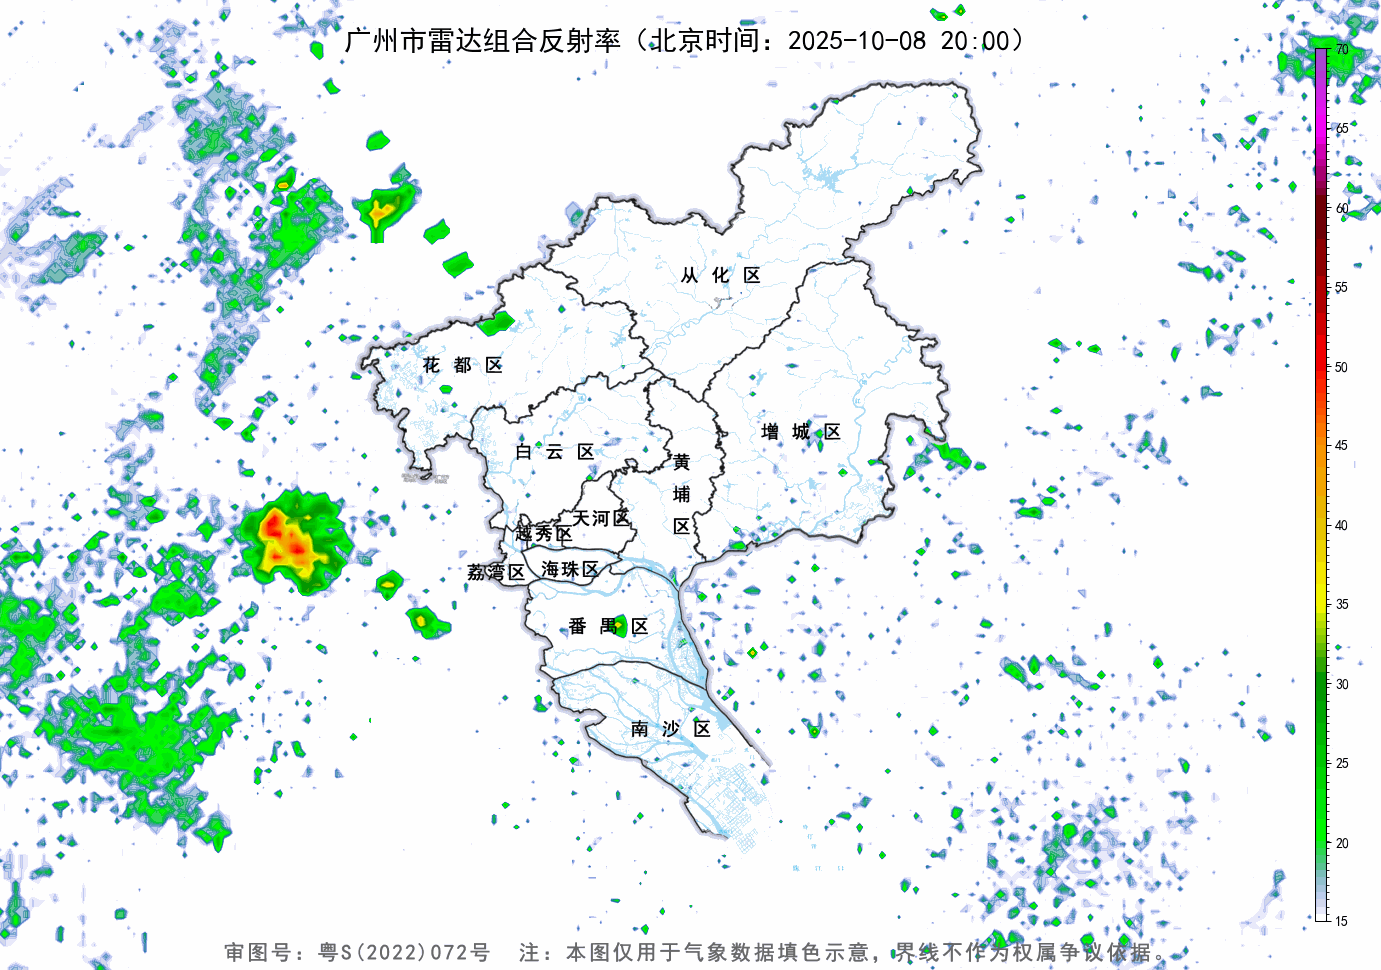 广州市雷达组合反射率（北京时间：2025-10-08 20:00）
70
65
60
55
50
45
40
35
30
25
20
15
从化区
花都区
增城区
白云区
黄埔区
天河区
越秀区
荔湾区
海珠区
番禺区
南沙区
审图号：粤S(2022)072号 注：本图仅用于气象数据填色示意，界线不作为权属争议依据。